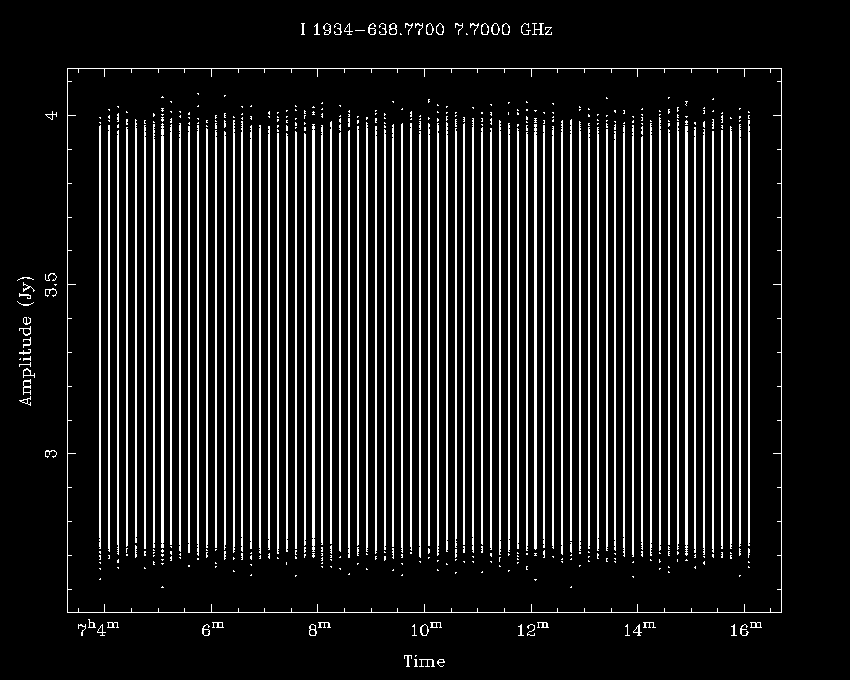 I 1934−638.7700 7.7000 GHz
4
3.5
3
Amplitude (Jy)
7ʰ4ᵐ 6ᵐ 8ᵐ 10ᵐ 12ᵐ 14ᵐ 16ᵐ
Time